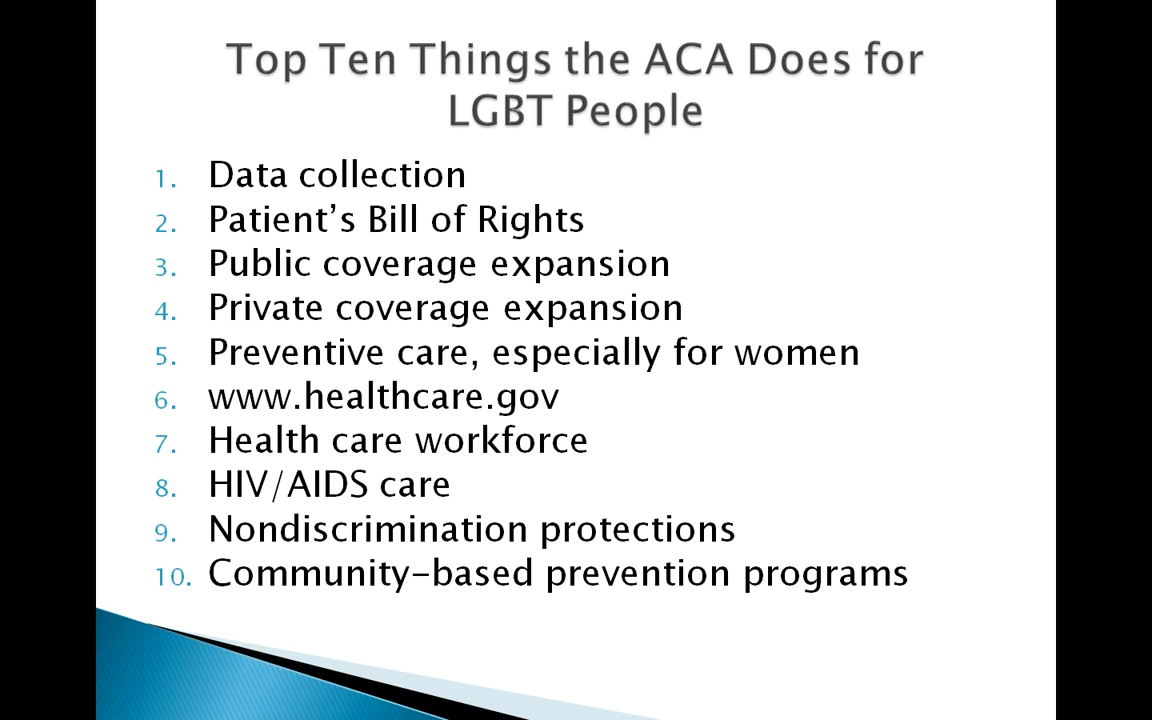 Top Ten Things the ACA Does for
LGBT People
1. Data collection
2. Patient’s Bill of Rights
3. Public coverage expansion
4. Private coverage expansion
5. Preventive care, especially for women
6. www.healthcare.gov
7. Health care workforce
8. HIV/AIDS care
9. Nondiscrimination protections
10. Community-based prevention programs